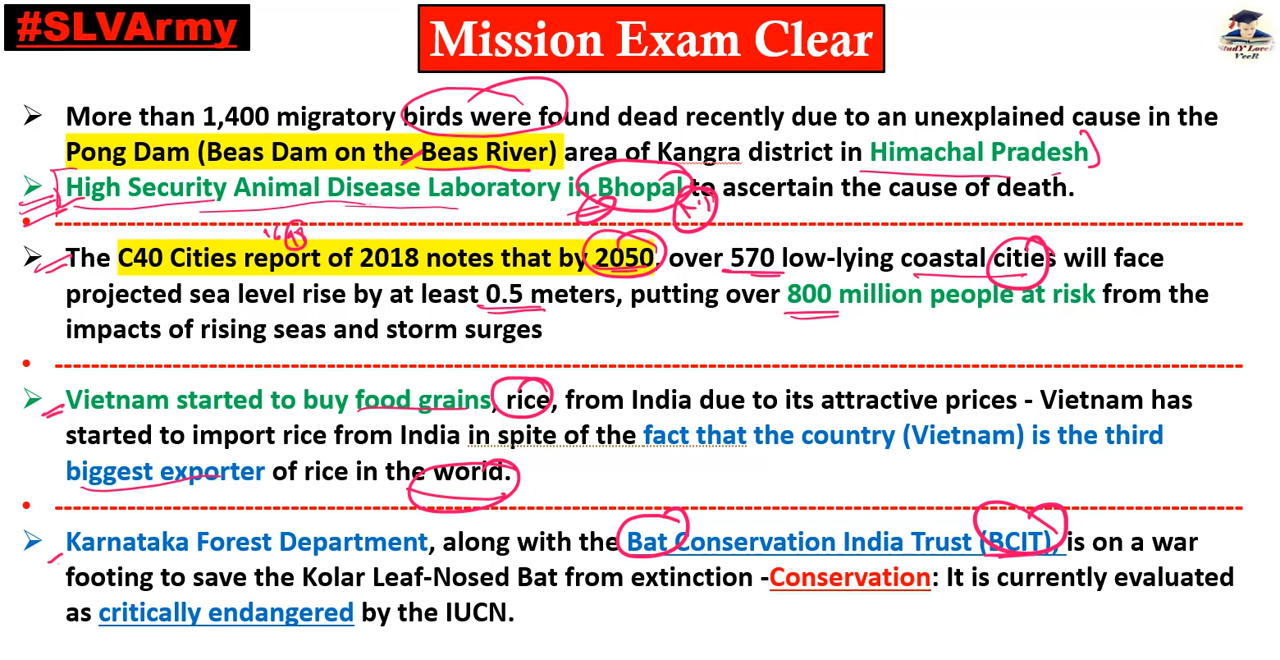 #SLVArmy
Mission Exam Clear
StudY LoveR
VeeR
More than 1,400 migratory birds were found dead recently due to an unexplained cause in the
Pong Dam (Beas Dam on the Beas River) area of Kangra district in Himachal Pradesh
High Security Animal Disease Laboratory in Bhopal to ascertain the cause of death.
The C40 Cities report of 2018 notes that by 2050, over 570 low-lying coastal cities will face
projected sea level rise by at least 0.5 meters, putting over 800 million people at risk from the
impacts of rising seas and storm surges
Vietnam started to buy food grains, rice, from India due to its attractive prices - Vietnam has
started to import rice from India in spite of the fact that the country (Vietnam) is the third
biggest exporter of rice in the world.
Karnataka Forest Department, along with the Bat Conservation India Trust (BCIT), is on a war
footing to save the Kolar Leaf-Nosed Bat from extinction -Conservation: It is currently evaluated
as critically endangered by the IUCN.